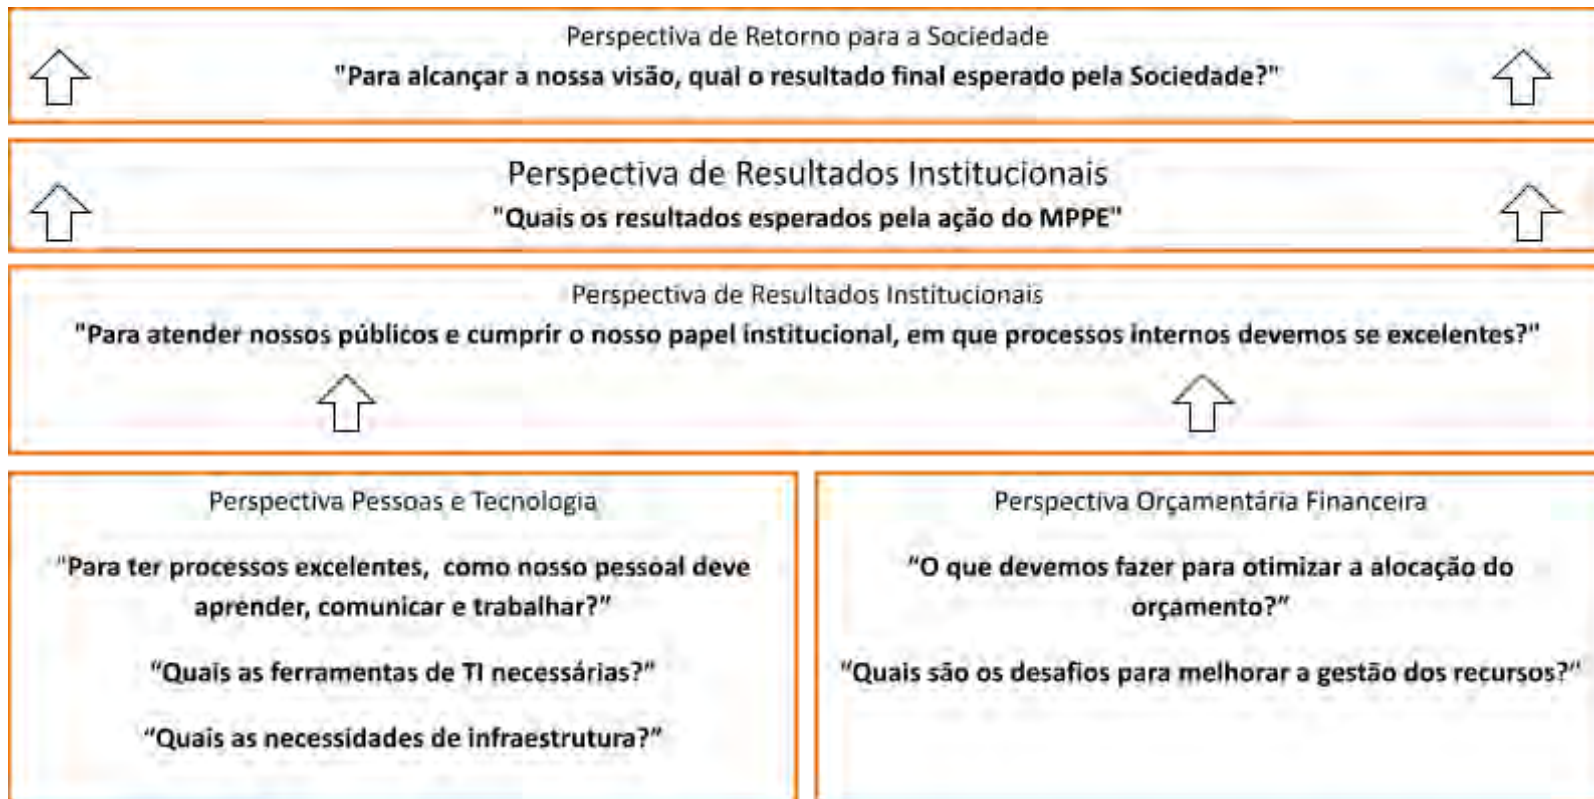 Perspectiva de Retorno para a Sociedade
"Para alcançar a nossa visão, qual o resultado final esperado pela Sociedade?"
Perspectiva de Resultados Institucionais
"Quais os resultados esperados pela ação do MPPE"
Perspectiva de Resultados Institucionais
"Para atender nossos públicos e cumprir o nosso papel institucional, em que processos internos devemos se excelentes?"
Perspectiva Pessoas e Tecnologia
"Para ter processos excelentes, como nosso pessoal deve
aprender, comunicar e trabalhar?”
“Quais as ferramentas de TI necessárias?”
“Quais as necessidades de infraestrutura?”
Perspectiva Orçamentária Financeira
“O que devemos fazer para otimizar a alocação do
orçamento?”
“Quais são os desafios para melhorar a gestão dos recursos?“